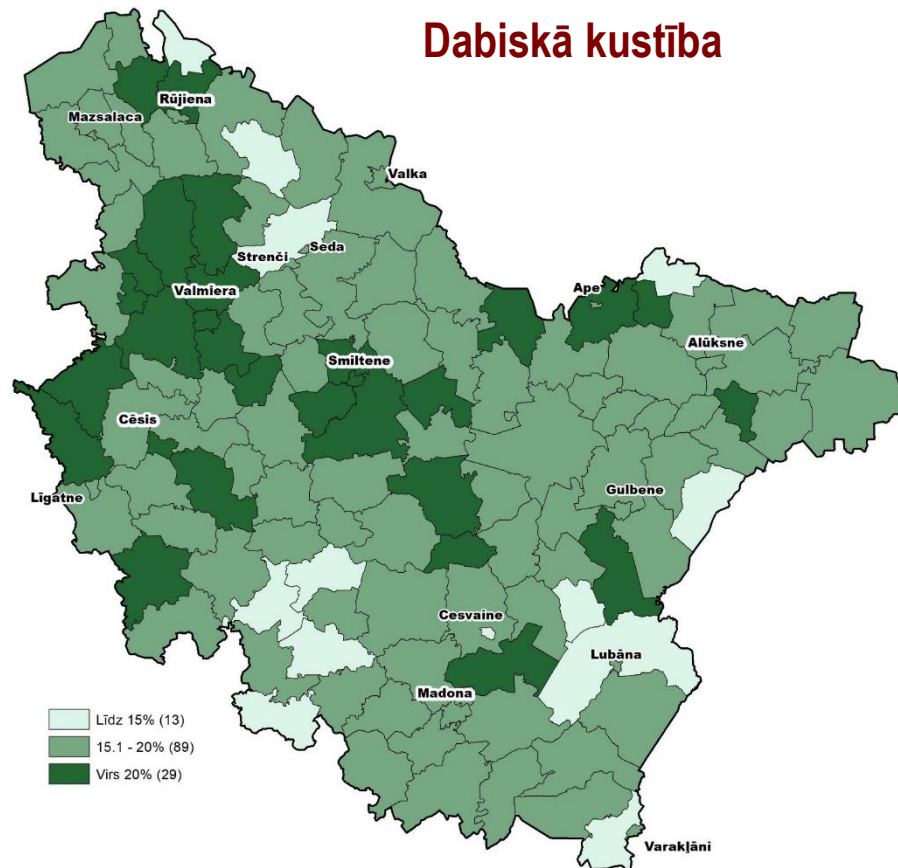 Dabiskā kustība
Rūjiena
Mazsalaca
Valka
Strenči
Seda
Valmiera
Ape
Smiltene
Alūksne
Cēsis
Līgatne
Gulbene
Cesvaine
Lubāna
Madona
Līdz 15% (13)
15.1 - 20% (89)
Virs 20% (29)
Varakļāni